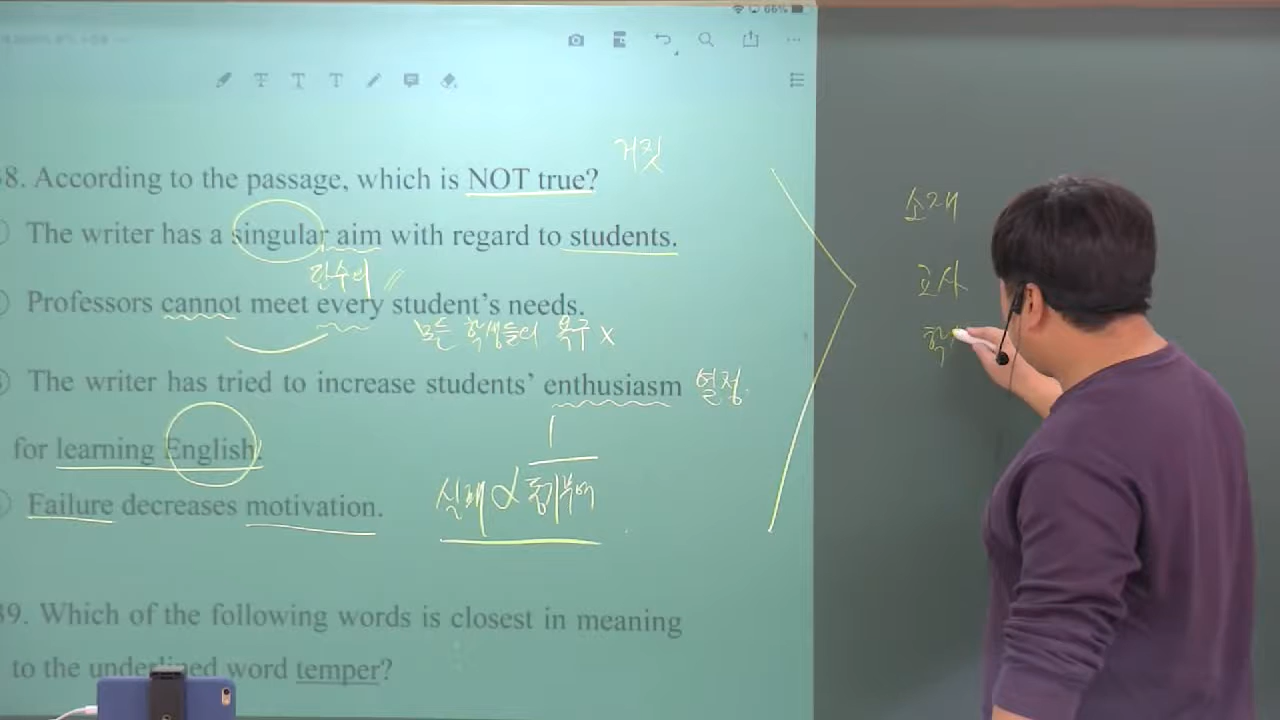 66%
거짓
8. According to the passage, which is NOT true?
소재
The writer has a singular aim with regard to students.
단수의
교사
Professors cannot meet every student's needs.
모든 학생들의 욕구 x
The writer has tried to increase students' enthusiasm 열정
for learning English.
실패 ∝ 동기부여
Failure decreases motivation.
39. Which of the following words is closest in meaning
to the underlined word temper?